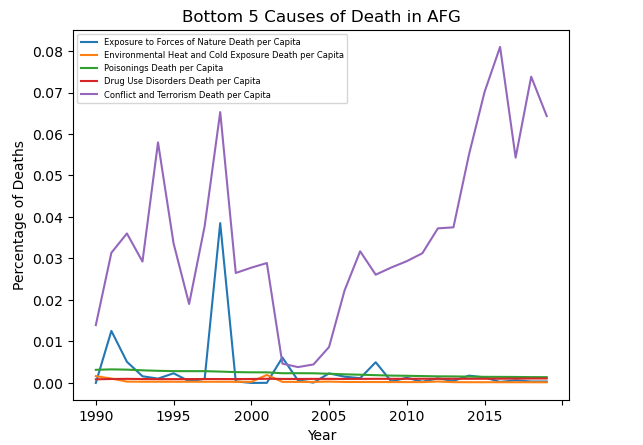 Bottom 5 Causes of Death in AFG
Exposure to Forces of Nature Death per Capita
Environmental Heat and Cold Exposure Death per Capita
Poisonings Death per Capita
Drug Use Disorders Death per Capita
Conflict and Terrorism Death per Capita
Percentage of Deaths
0.08
0.07
0.06
0.05
0.04
0.03
0.02
0.01
0.00
1990 1995 2000 2005 2010 2015
Year